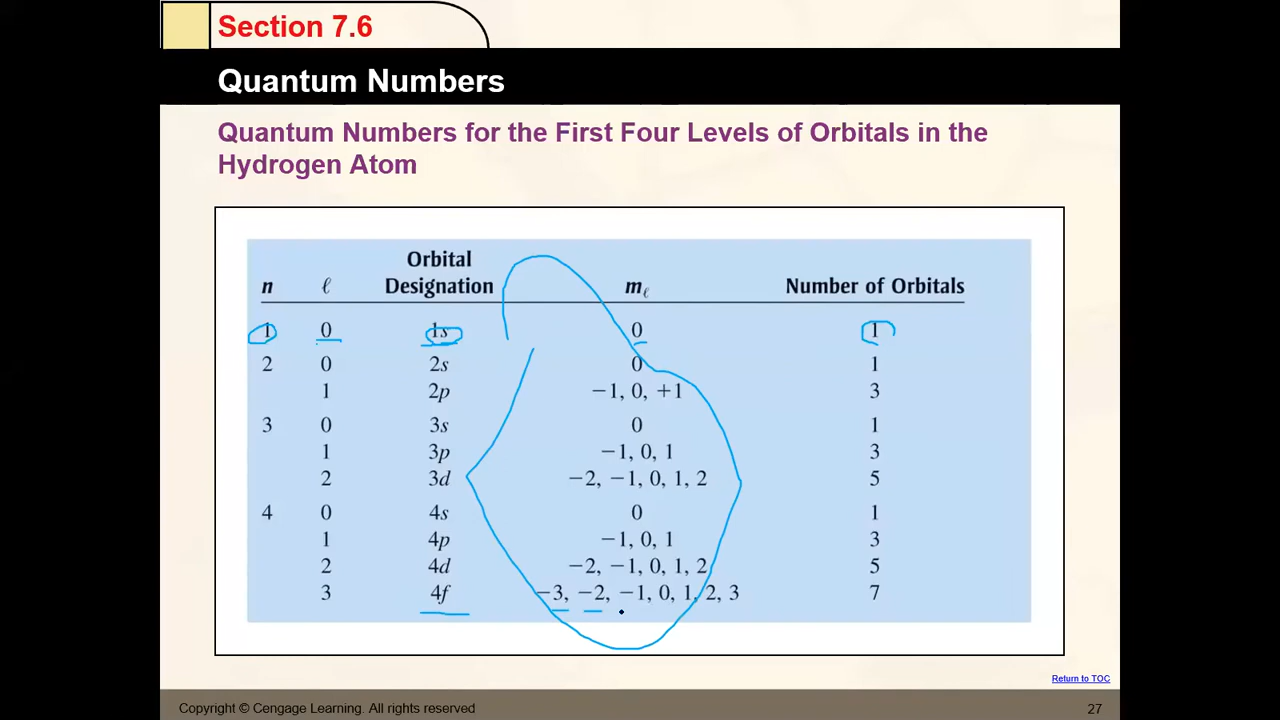 Section 7.6
Quantum Numbers
Quantum Numbers for the First Four Levels of Orbitals in the
Hydrogen Atom
Orbital
n ℓ Designation mℓ Number of Orbitals
1 0 1s 0 1
2 0 2s 0 1
1 2p −1, 0, +1 3
3 0 3s 0 1
1 3p −1, 0, 1 3
2 3d −2, −1, 0, 1, 2 5
4 0 4s 0 1
1 4p −1, 0, 1 3
2 4d −2, −1, 0, 1, 2 5
3 4f −3, −2, −1, 0, 1, 2, 3 7
Return to TOC
Copyright © Cengage Learning. All rights reserved 27